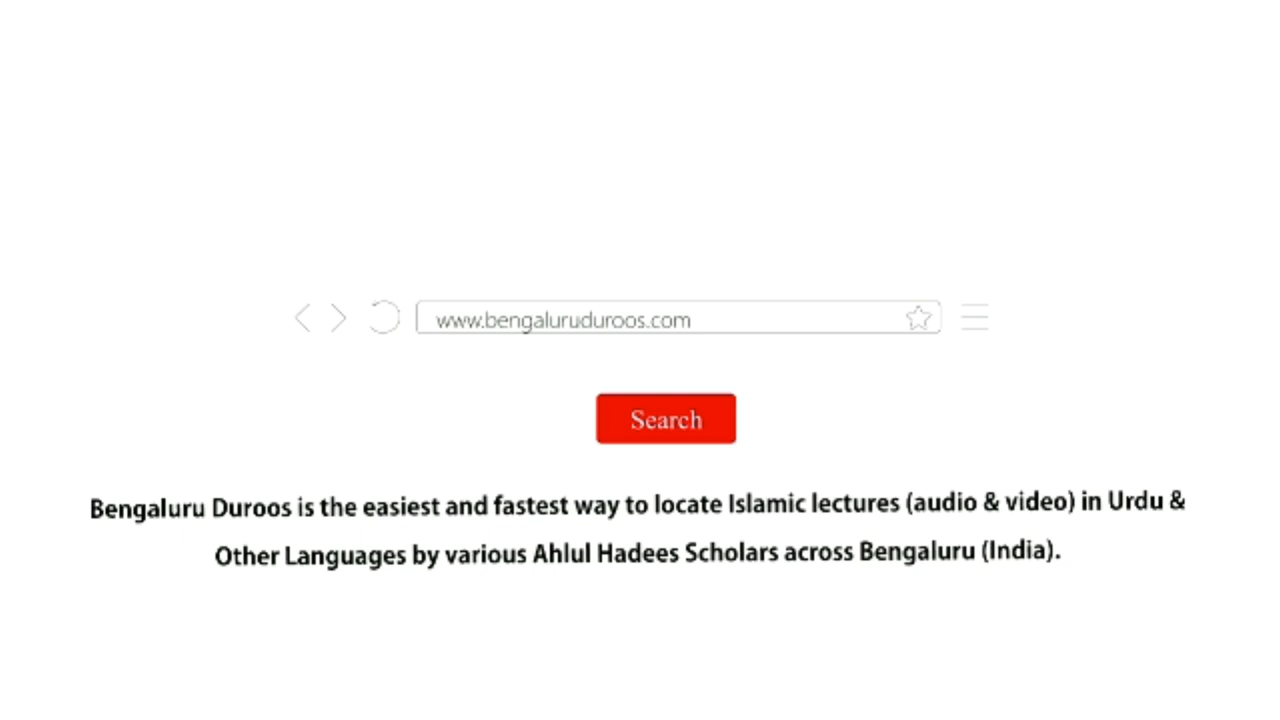 www.bengaluruduroos.com
Search
Bengaluru Duroos is the easiest and fastest way to locate Islamic lectures (audio & video) in Urdu &
Other Languages by various Ahlul Hadees Scholars across Bengaluru (India).